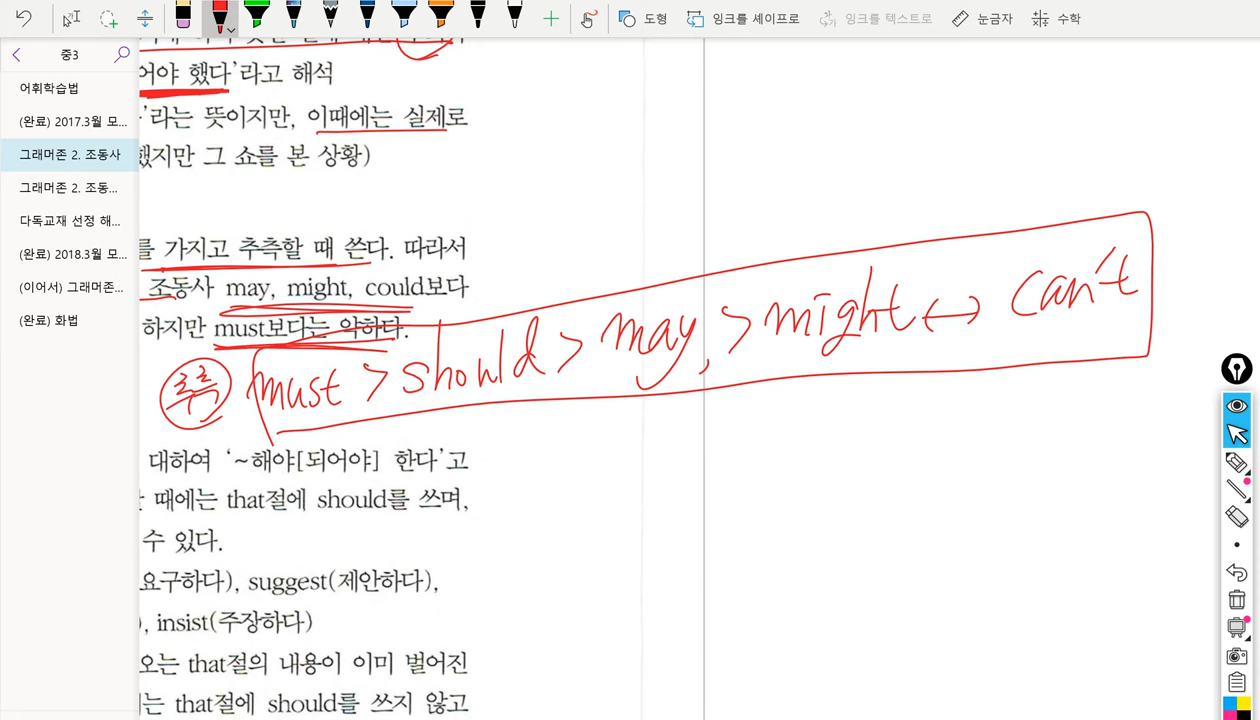 도형 잉크를 셰이프로 잉크를 텍스트로 눈금자 수학
중3
어휘학습법
(완료) 2017.3월 모...
그래머존 2. 조동사
그래머존 2. 조동...
다독교재 선정 해...
(완료) 2018.3월 모...
(이어서) 그래머존...
(완료) 화법
어야 했다'라고 해석
'라는 뜻이지만, 이때에는 실제로
했지만 그 쇼를 본 상황)
를 가지고 추측할 때 쓴다. 따라서
조동사 may, might, could보다
하지만 must보다는 약하다.
추측 must > should > may, > might ↔ can't
대하여 '~해야[되어야] 한다'고
때에는 that절에 should를 쓰며,
수 있다.
요구하다), suggest(제안하다),
), insist(주장하다)
오는 that절의 내용이 이미 벌어진
는 that절에 should를 쓰지 않고